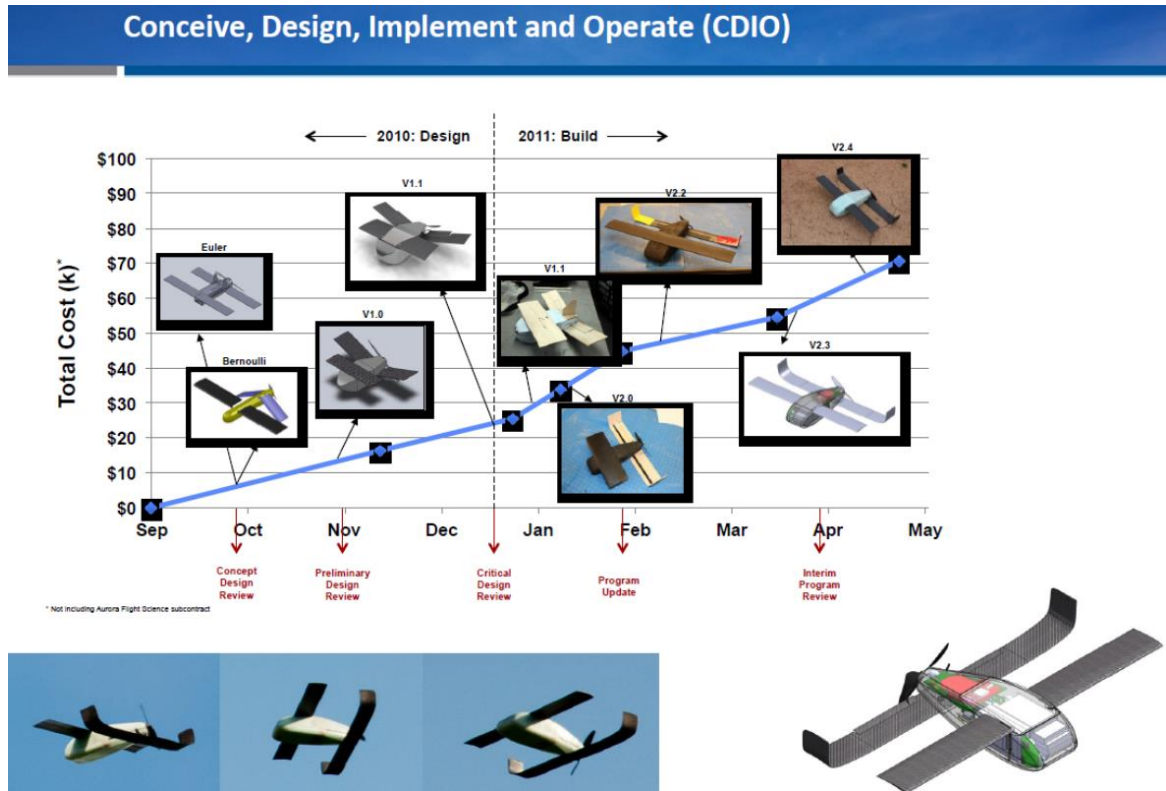 Conceive, Design, Implement and Operate (CDIO)
2010: Design
2011: Build
$100
$90
$80
$70
$60
$50
$40
$30
$20
$10
$0
Total Cost (k)*
Euler
Bernoulli
V1.0
V1.1
V1.1
V2.0
V2.2
V2.3
V2.4
Sep
Oct
Nov
Dec
Jan
Feb
Mar
Apr
May
Concept
Design
Review
Preliminary
Design
Review
Critical
Design
Review
Program
Update
Interim
Program
Review
* Not Including Aurora Flight Science subcontract